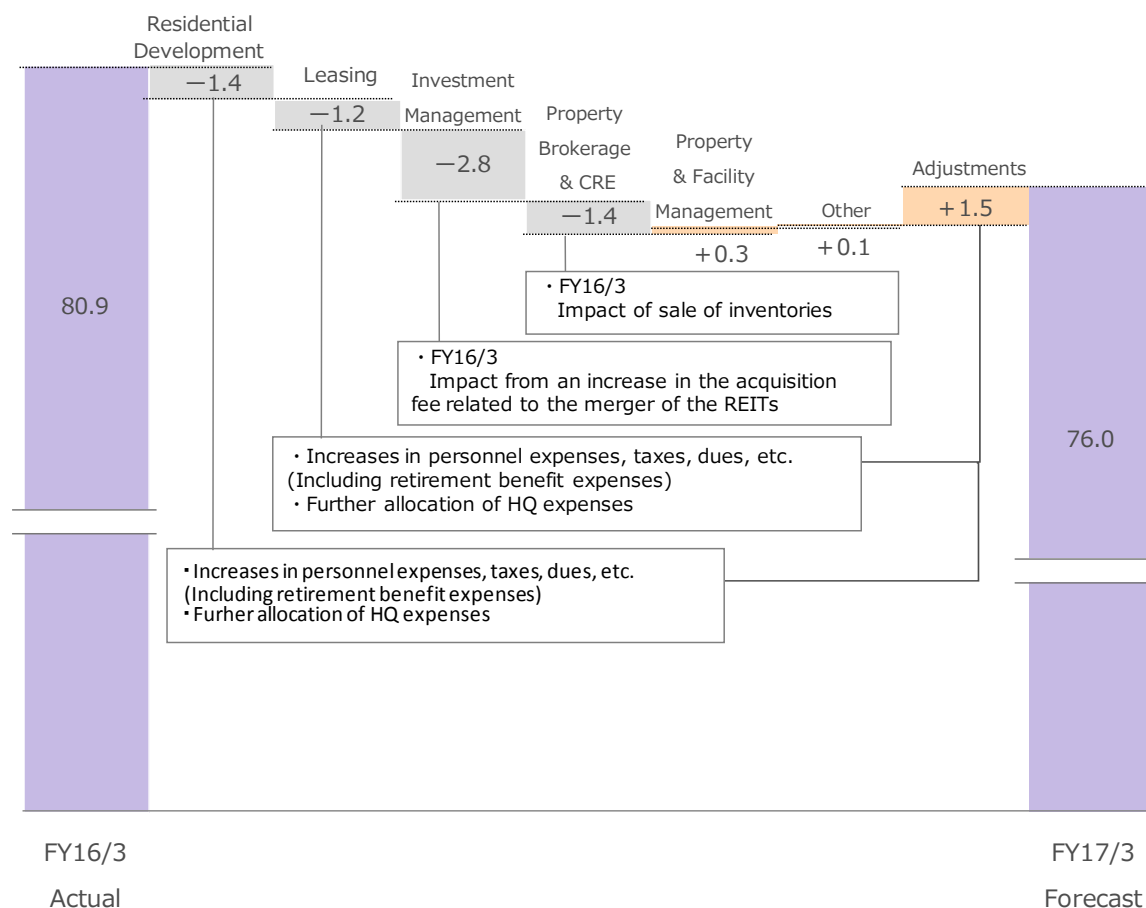 Residential
Development
－1.4
Leasing
－1.2
Investment
Management
－2.8
Property
Brokerage
& CRE
－1.4
Property
& Facility
Management
＋0.3
Other
＋0.1
Adjustments
＋1.5
80.9
76.0
・FY16/3
Impact of sale of inventories
・FY16/3
Impact from an increase in the acquisition
fee related to the merger of the REITs
・Increases in personnel expenses, taxes, dues, etc.
(Including retirement benefit expenses)
・Further allocation of HQ expenses
・Increases in personnel expenses, taxes, dues, etc.
(Including retirement benefit expenses)
・Furher allocation of HQ expenses
FY16/3
Actual
FY17/3
Forecast